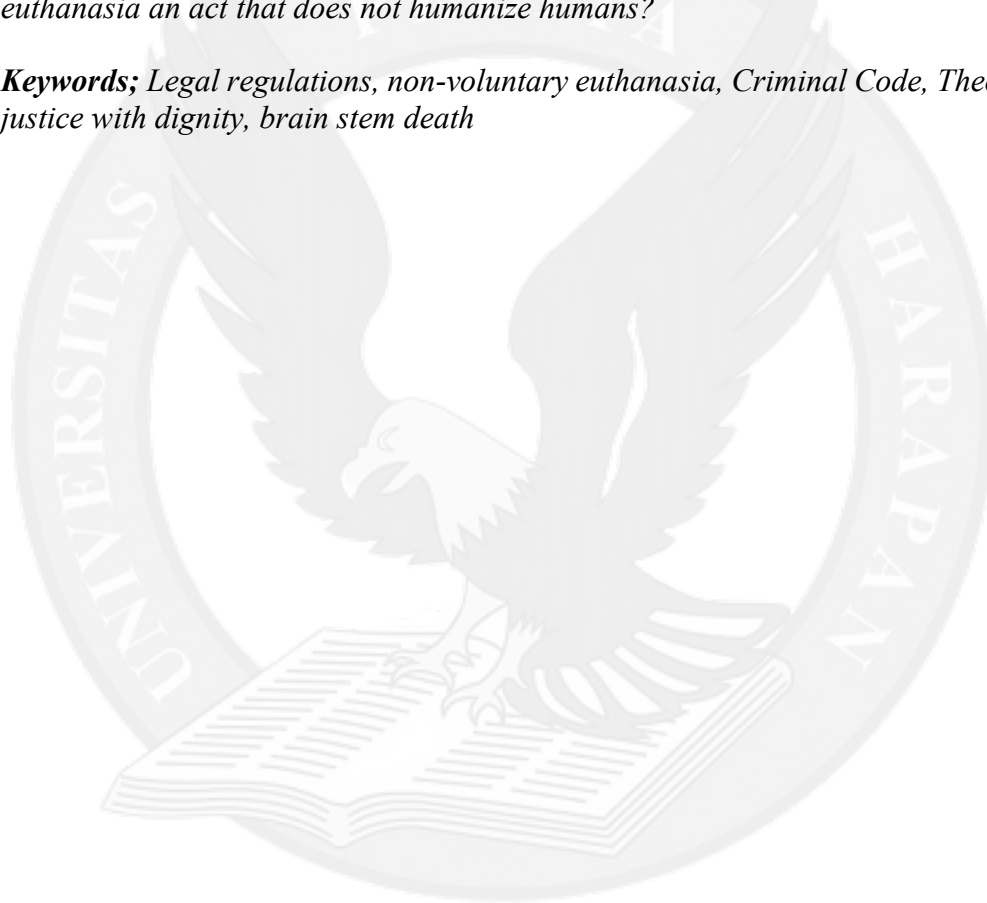 euthanasia an act that does not humanize humans?
Keywords; Legal regulations, non-voluntary euthanasia, Criminal Code,
justice with dignity, brain stem death
UNIVERSITAS
HARAPAN